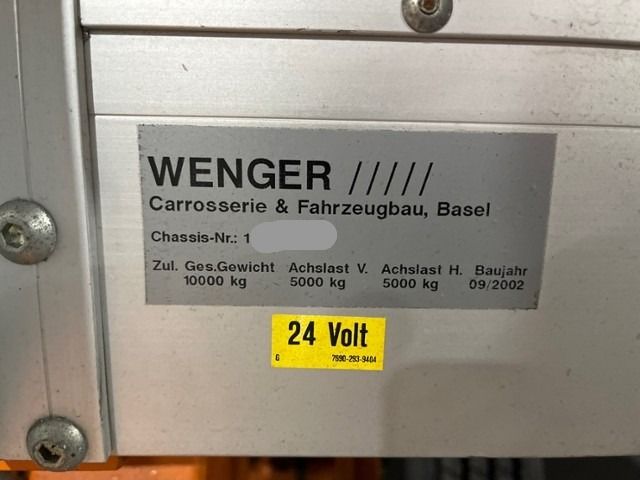 WENGER /////
Carrosserie & Fahrzeugbau, Basel
Chassis-Nr.: 1
Zul. Ges.Gewicht Achslast V. Achslast H. Baujahr
10000 kg 5000 kg 5000 kg 09/2002
24 Volt
G 7690-293-9404